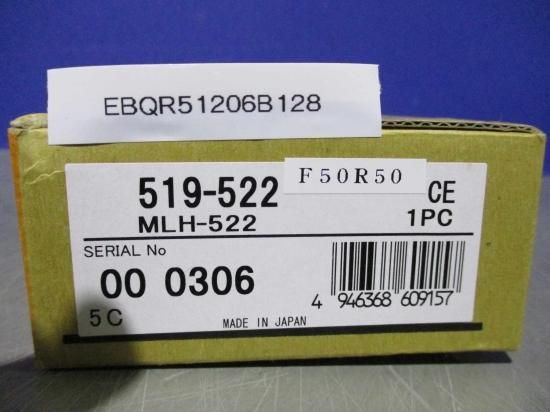 EBQR51206B128
519-522 F50R50 CE
MLH-522 1PC
SERIAL No
00 0306
4 946368 609157
5C MADE IN JAPAN